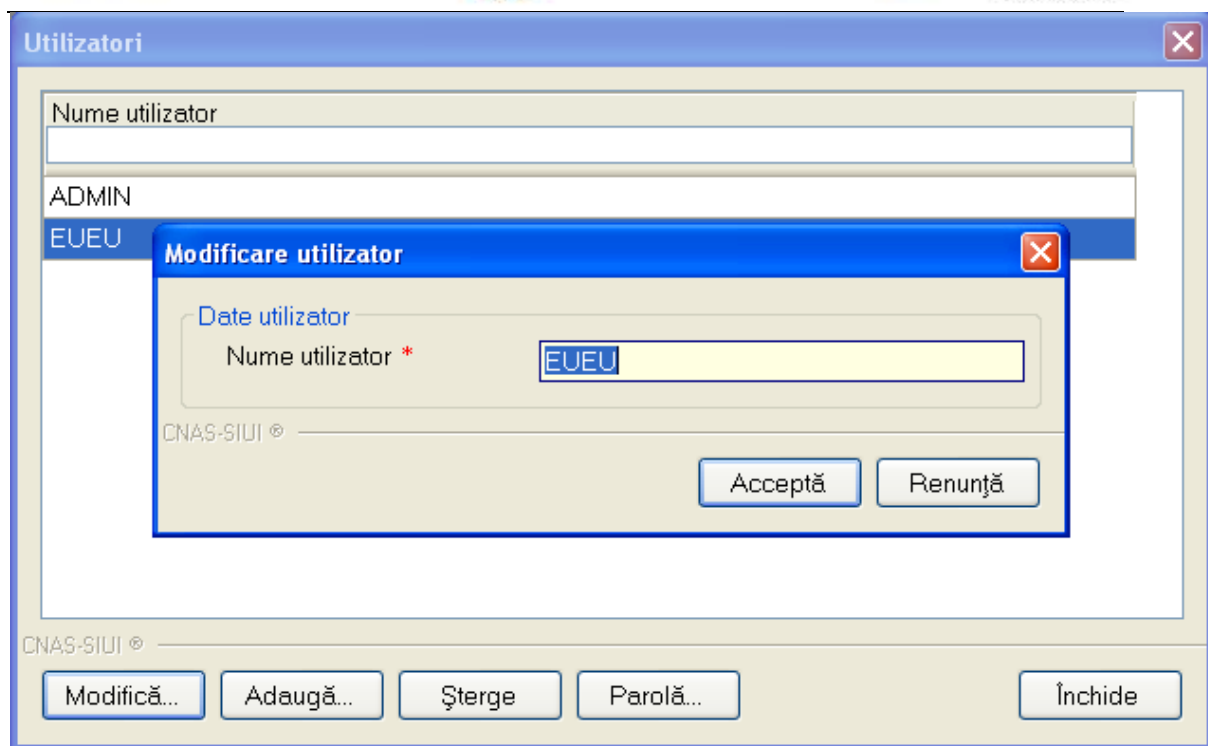 Utilizatori
Nume utilizator
ADMIN
EUEU
Modificare utilizator
Date utilizator
Nume utilizator *
EUEU
CNAS-SIUI ®
Acceptă
Renunţă
CNAS-SIUI ®
Modifică...
Adaugă...
Şterge
Parolă...
Închide